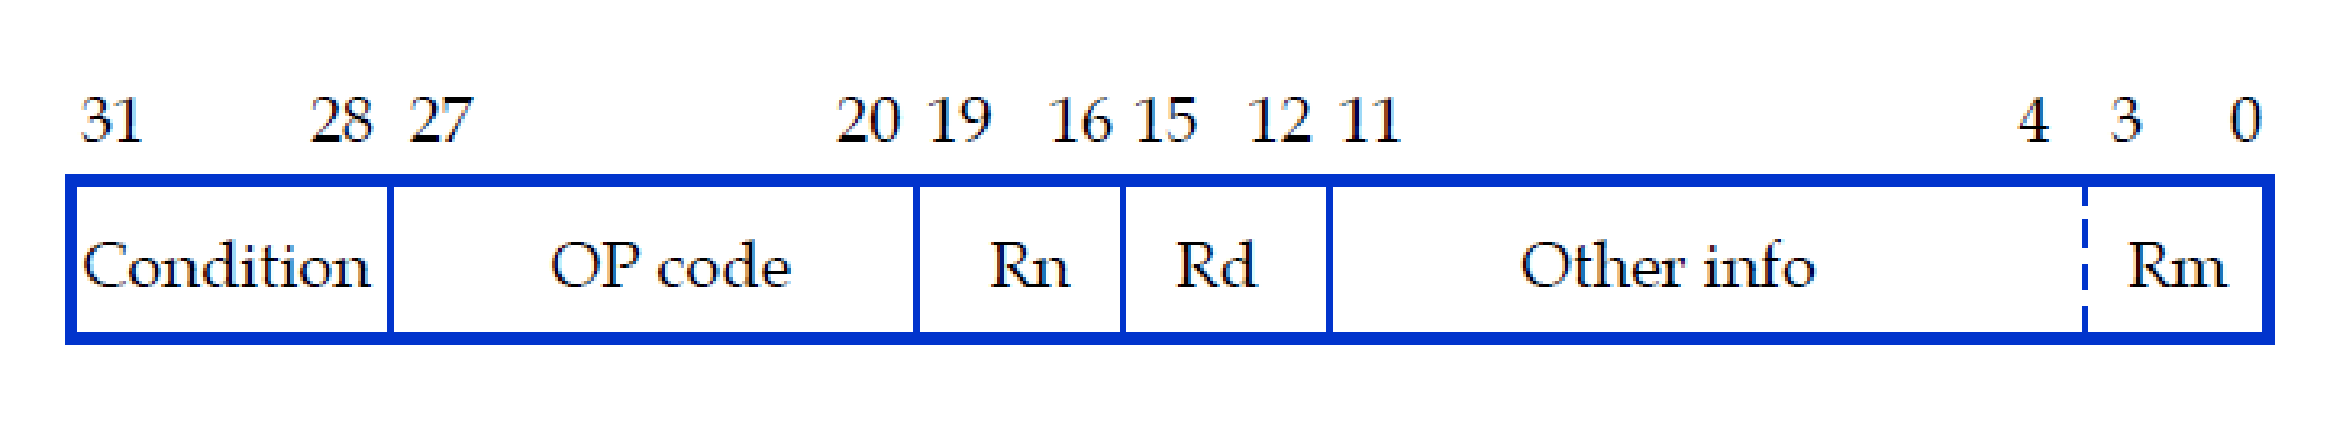 31 28 27 20 19 16 15 12 11 4 3 0
Condition OP code Rn Rd Other info Rm